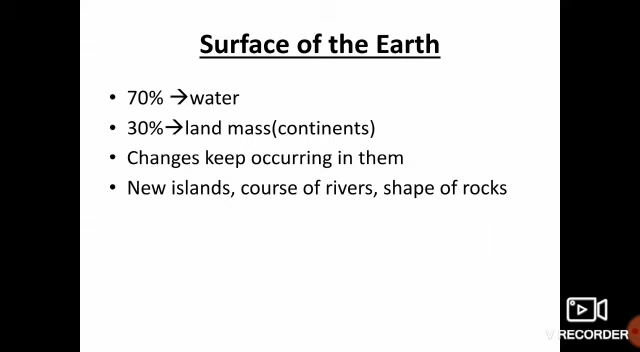 Surface of the Earth
• 70% →water
• 30%→land mass(continents)
• Changes keep occurring in them
• New islands, course of rivers, shape of rocks
V RECORDER